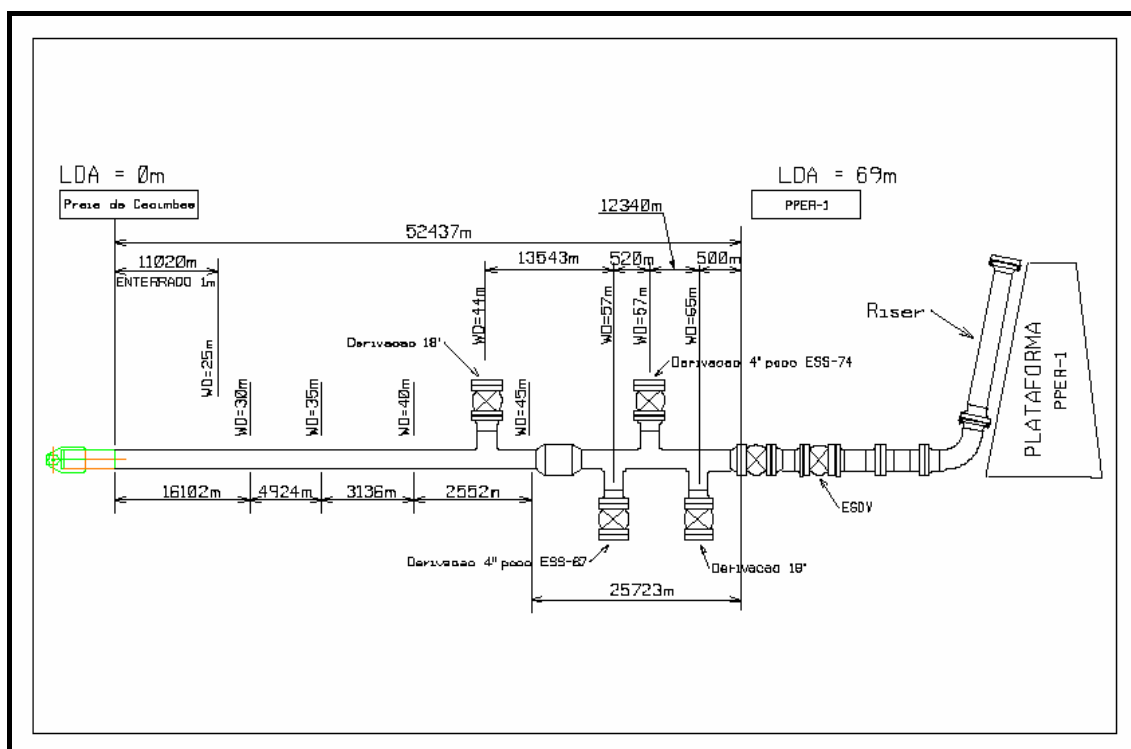 LDA = 0m
Praia de Cacimbas
LDA = 69m
PPER-1
12340m
52437m
11020m
ENTERRADO 1m
13543m
520m
500m
WD=25m
WD=30m
WD=35m
WD=40m
WD=44m
WD=45m
WD=57m
WD=57m
WD=65m
Derivacao 18"
Derivacao 4" poco ESS-74
Riser
PLATAFORMA
PPER-1
16102m
4924m
3136m
2552m
ESDV
Derivacao 4" poco ESS-67
Derivacao 18"
25723m